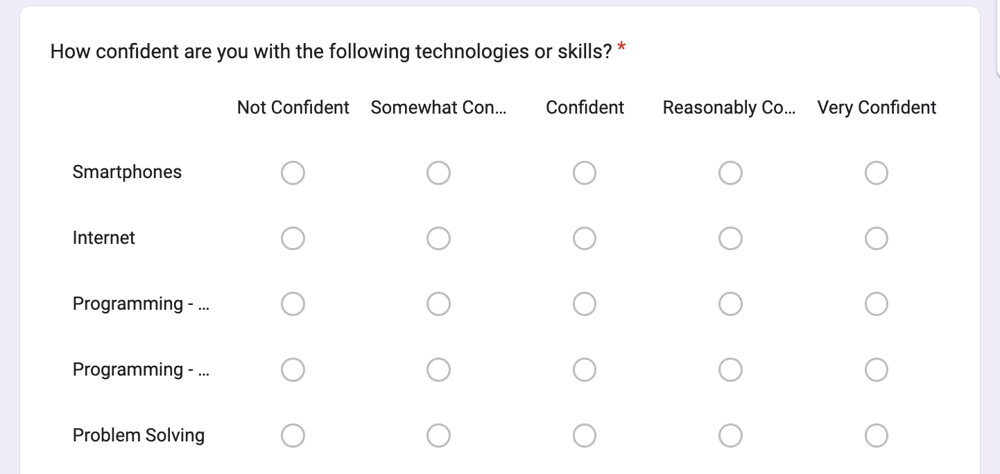 How confident are you with the following technologies or skills? *
Not Confident Somewhat Con... Confident Reasonably Co... Very Confident
Smartphones
Internet
Programming - ...
Programming - ...
Problem Solving